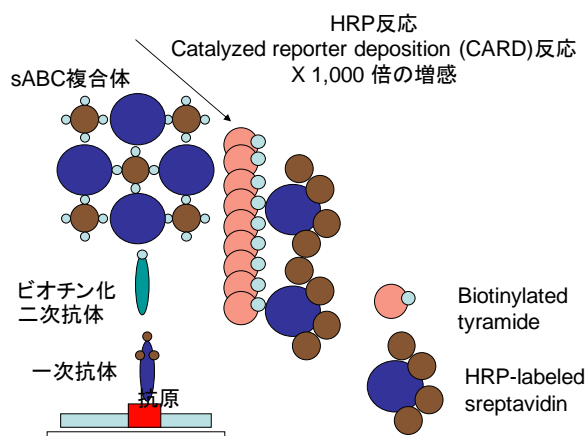 HRP反応
Catalyzed reporter deposition (CARD)反応
X 1,000 倍の増感
sABC複合体
ビオチン化
二次抗体
一次抗体
抗原
Biotinylated
tyramide
HRP-labeled
sreptavidin